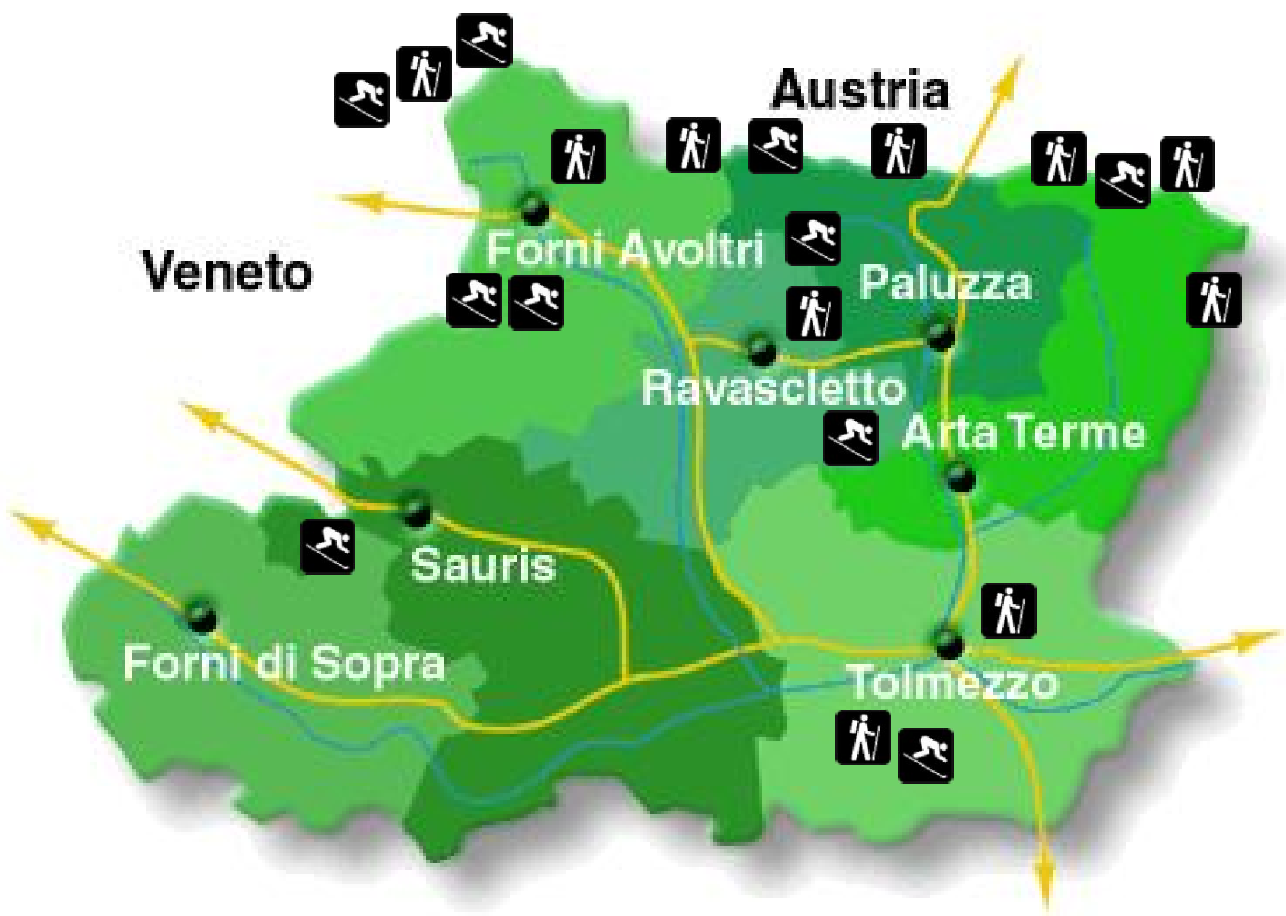 Austria
Forni Avoltri
Veneto
Paluzza
Ravascletto
Arta Terme
Sauris
Forni di Sopra
Tolmezzo